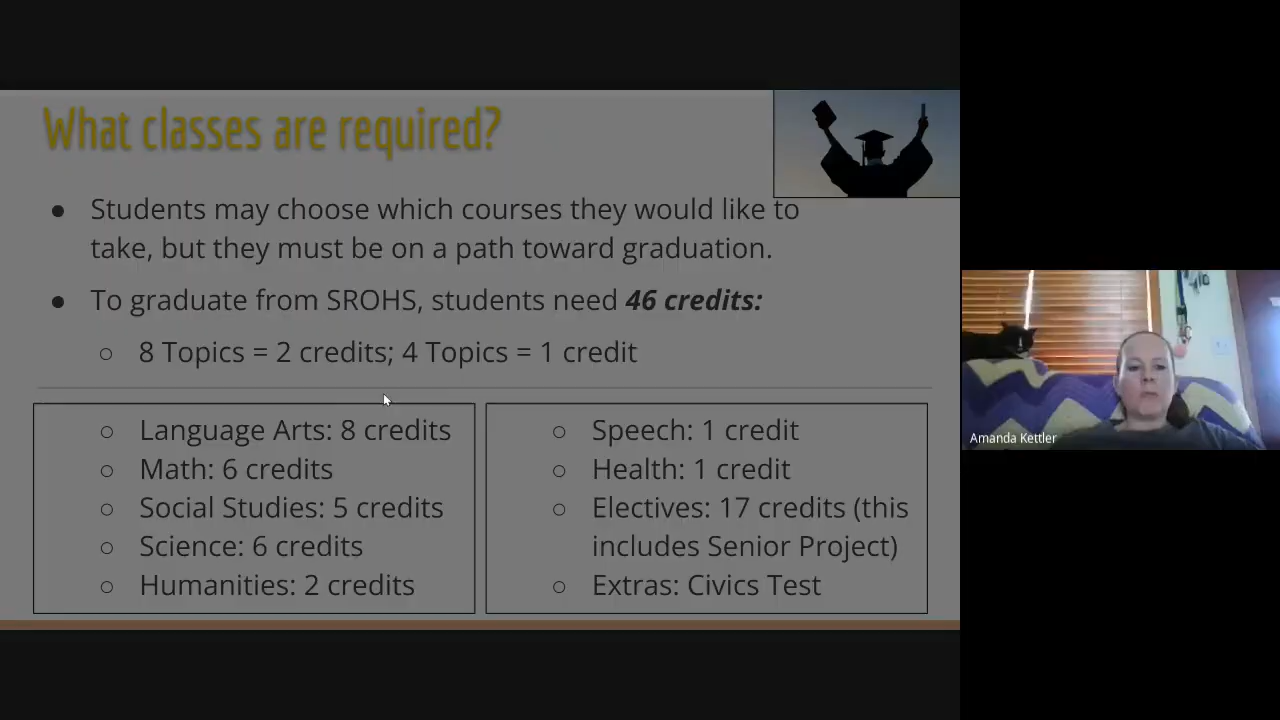 What classes are required?
● Students may choose which courses they would like to
take, but they must be on a path toward graduation.
● To graduate from SROHS, students need 46 credits:
○ 8 Topics = 2 credits; 4 Topics = 1 credit
○ Language Arts: 8 credits
○ Math: 6 credits
○ Social Studies: 5 credits
○ Science: 6 credits
○ Humanities: 2 credits
○ Speech: 1 credit
○ Health: 1 credit
○ Electives: 17 credits (this
includes Senior Project)
○ Extras: Civics Test
Amanda Kettler